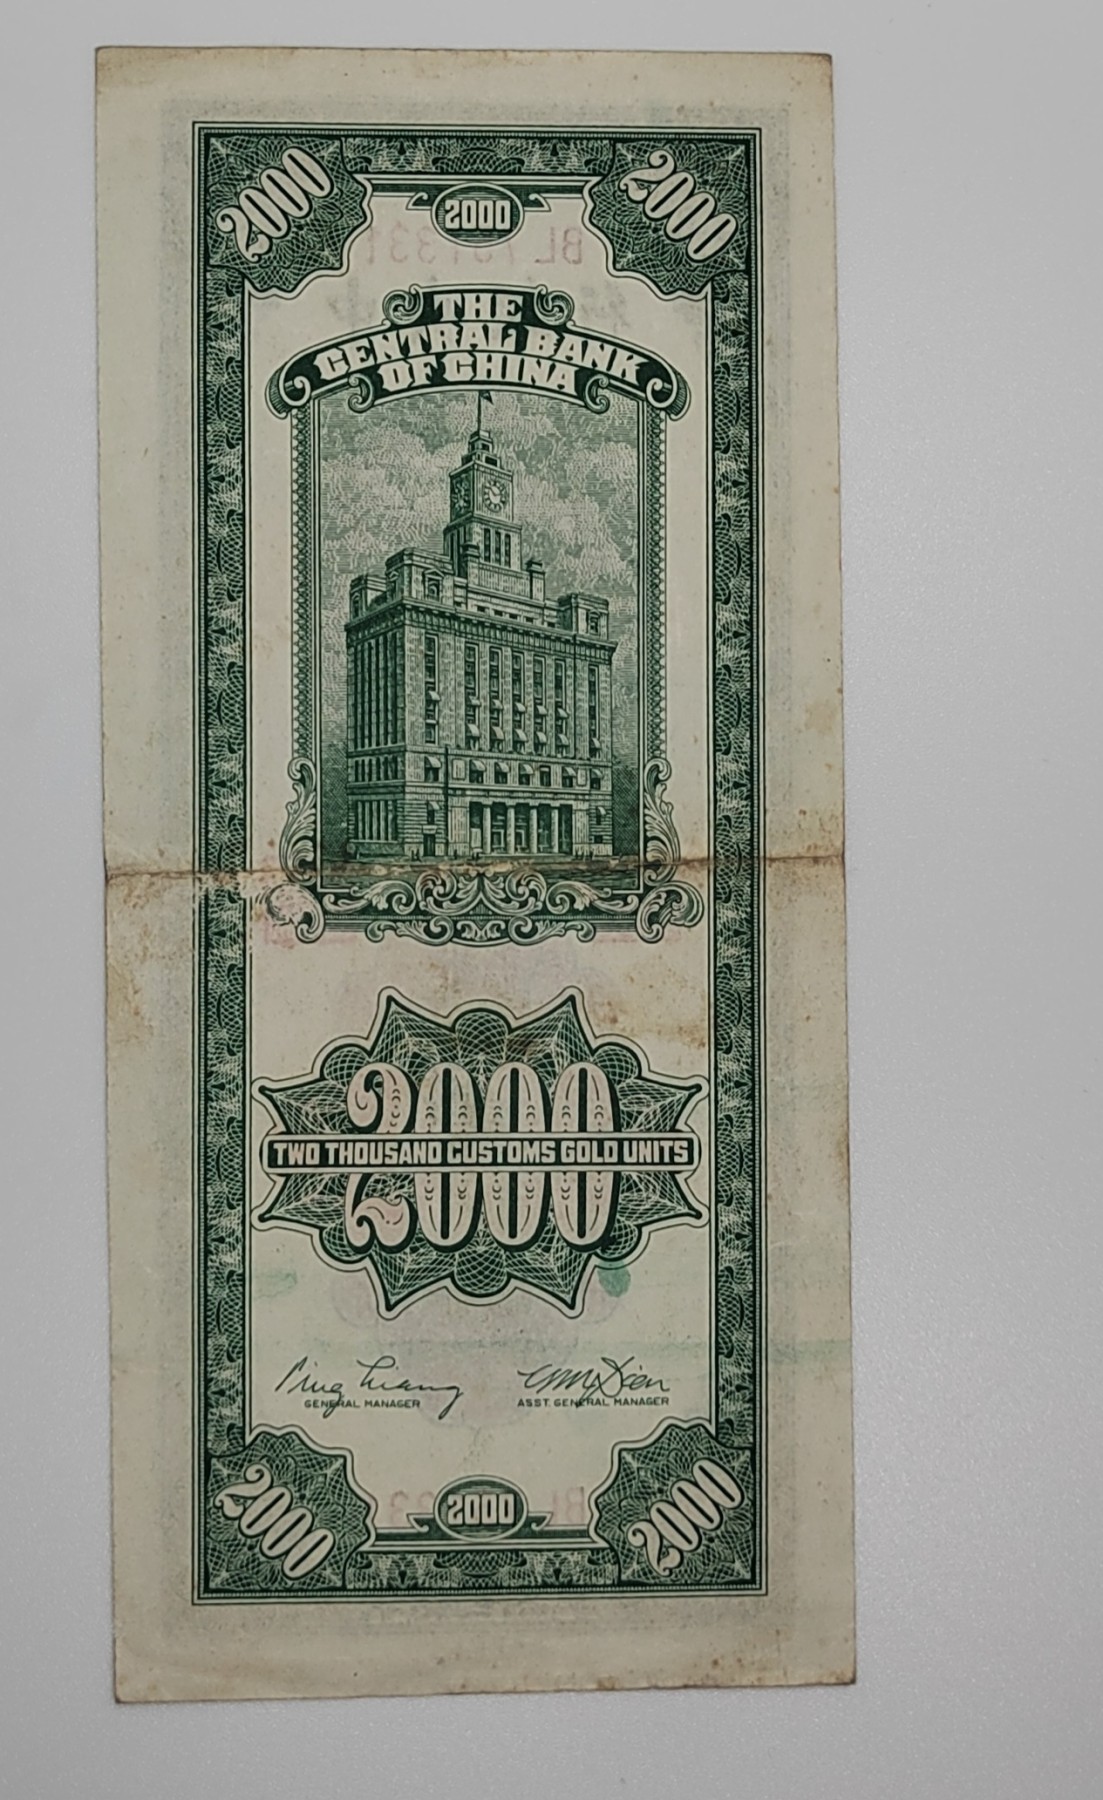 2000 2000 2000
THE
CENTRAL BANK
OF CHINA
2000
TWO THOUSAND CUSTOMS GOLD UNITS
GENERAL MANAGER ASST. GENERAL MANAGER
2000 2000 2000